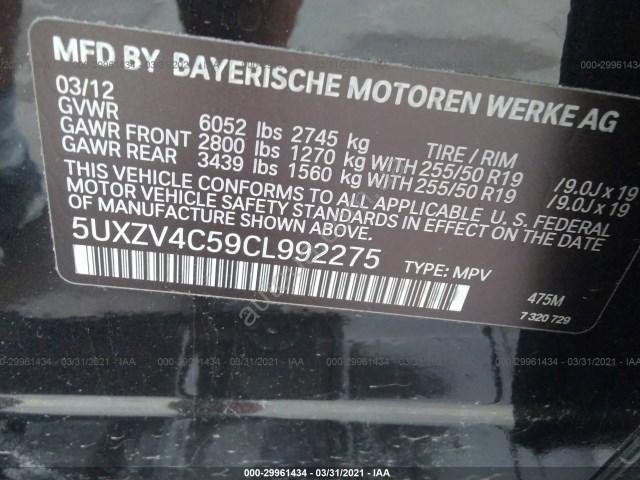 MFD BY BAYERISCHE MOTOREN WERKE AG
03/12
GVWR 6052 lbs 2745 kg TIRE / RIM
GAWR FRONT 2800 lbs 1270 kg WITH 255/50 R19 /9.0J x 19
GAWR REAR 3439 lbs 1560 kg WITH 255/50 R19 /9.0J x 19
THIS VEHICLE CONFORMS TO ALL APPLICABLE U.S. FEDERAL
MOTOR VEHICLE SAFETY STANDARDS IN EFFECT ON THE DATE
OF MANUFACTURE SHOWN ABOVE.
5UXZV4C59CL992275 TYPE: MPV
475M
7 320 729
000-29961434 - 03/31/2021 - IAA